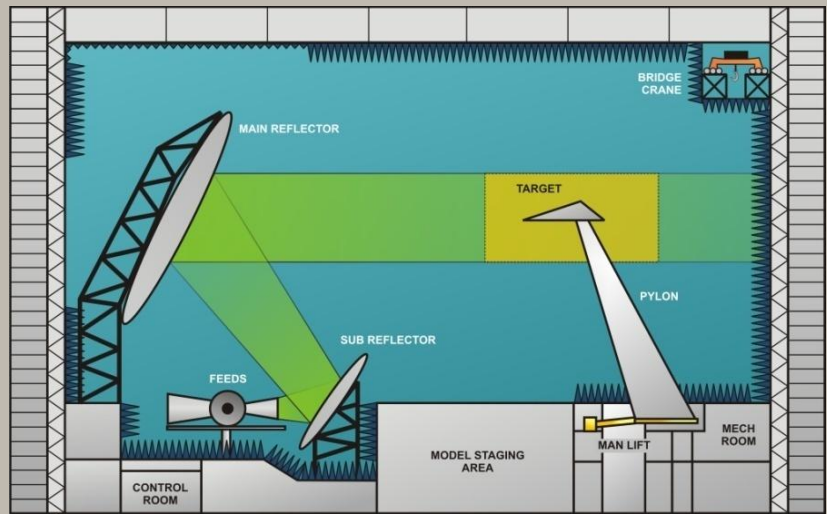 BRIDGE
CRANE
MAIN REFLECTOR
TARGET
PYLON
SUB REFLECTOR
FEEDS
MECH
ROOM
MAN LIFT
MODEL STAGING
AREA
CONTROL
ROOM